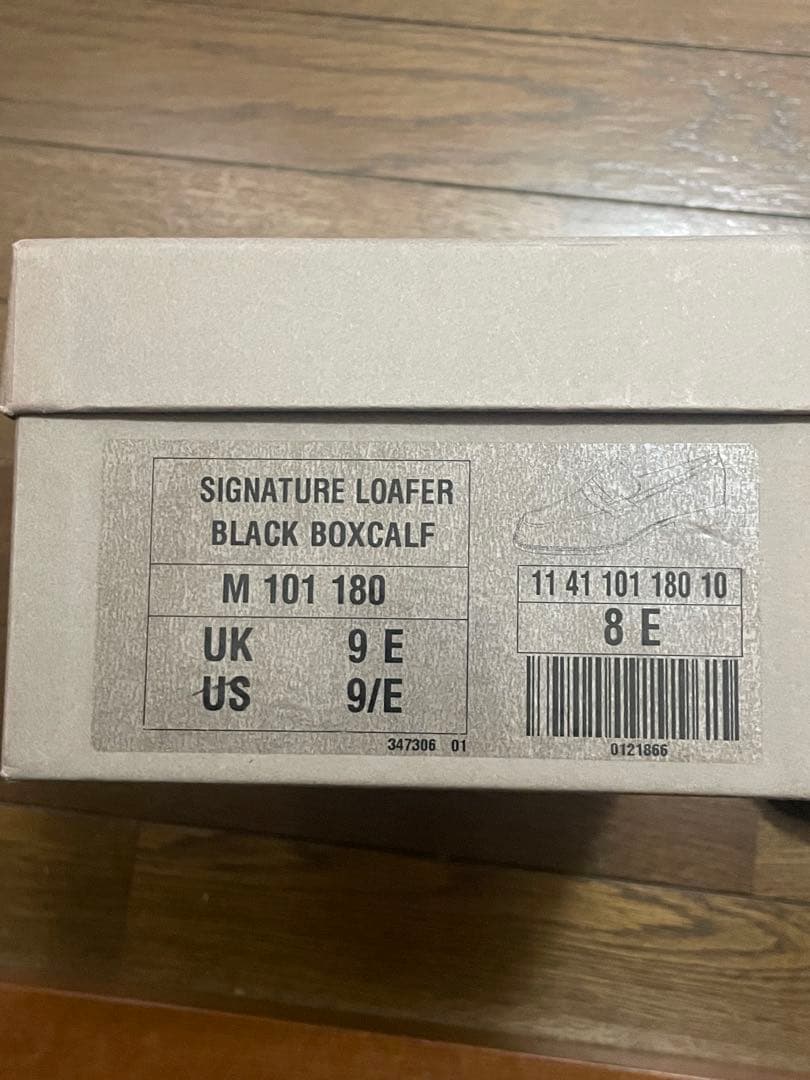 SIGNATURE LOAFER
BLACK BOXCALF
M 101 180
UK 9 E
US 9/E
347306 01
11 41 101 180 10
8 E
0121866